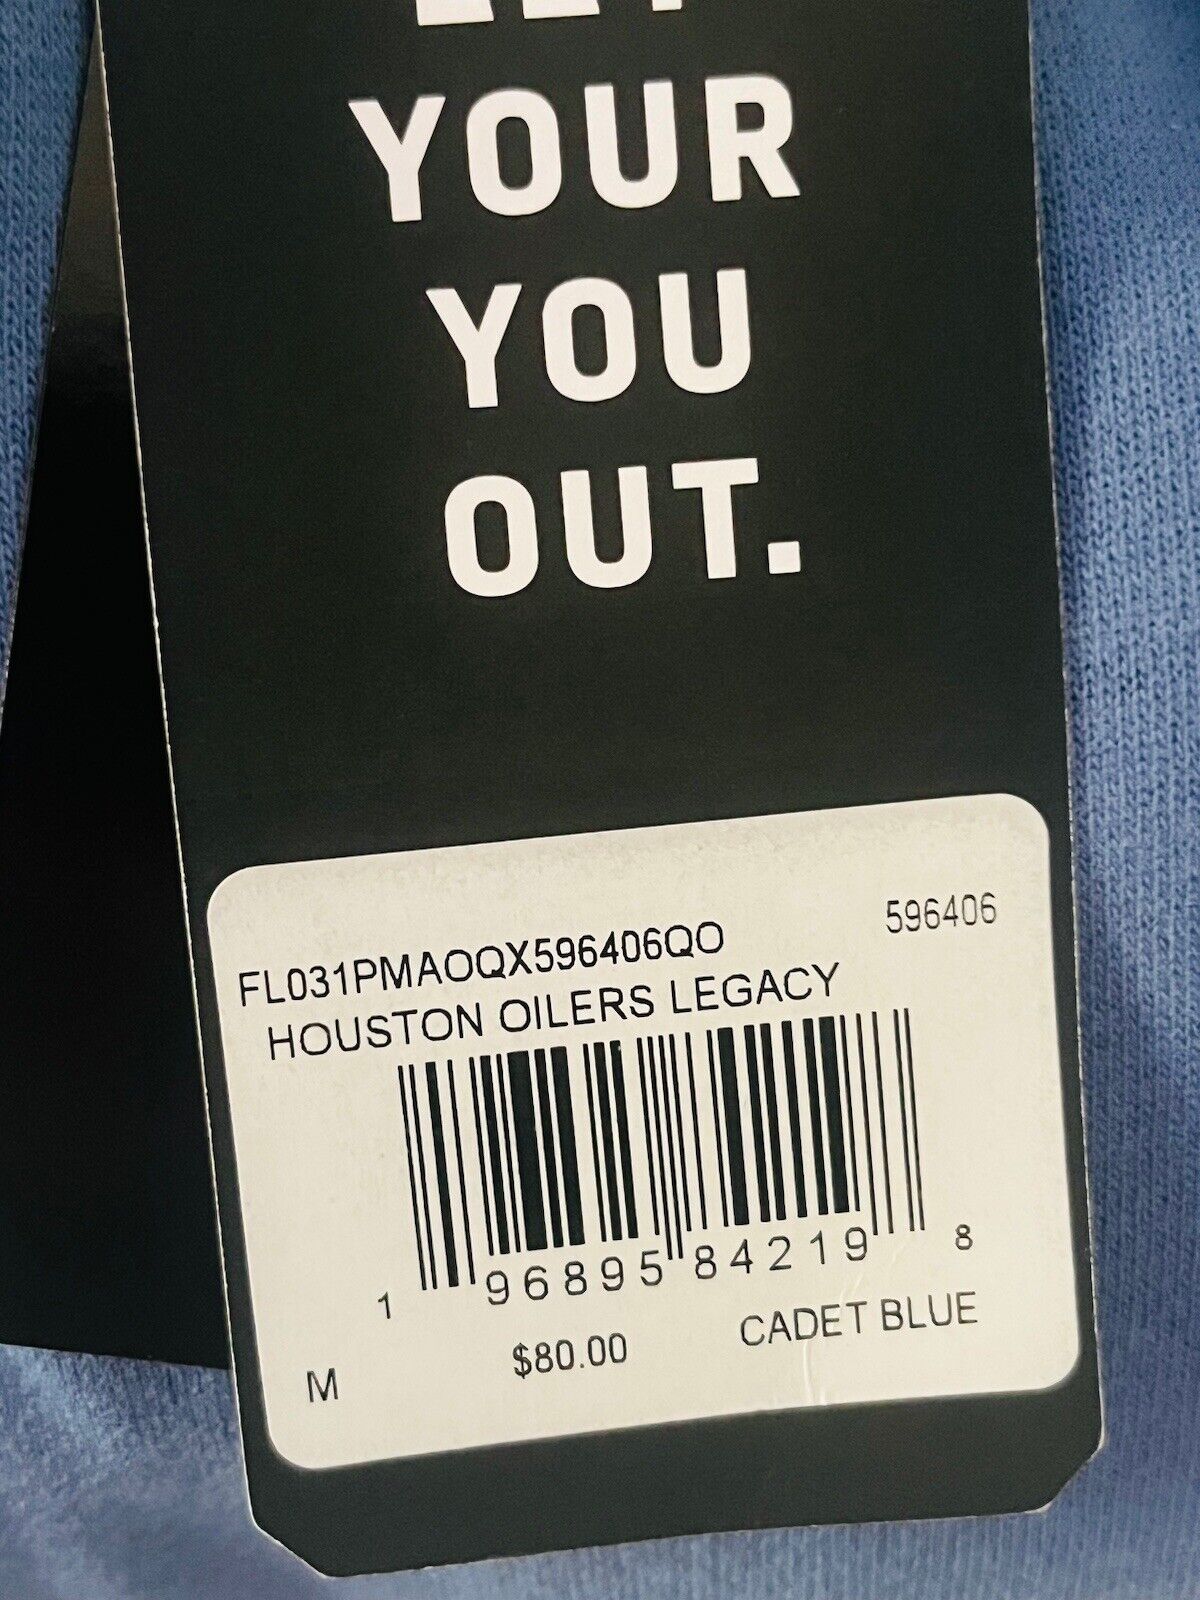 YOUR
YOU
OUT.
596406
FL031PMAOQX596406QO
HOUSTON OILERS LEGACY
1 96895 84219 8
M $80.00 CADET BLUE